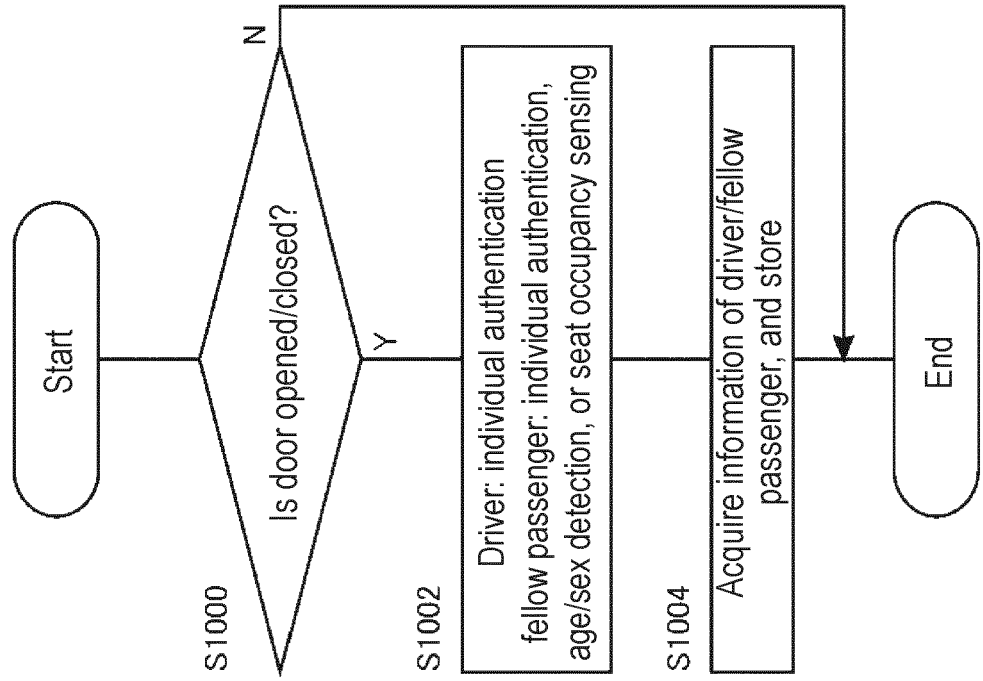 Start
S1000
Is door opened/closed?
N
Y
S1002
Driver: individual authentication
fellow passenger: individual authentication,
age/sex detection, or seat occupancy sensing
S1004
Acquire information of driver/fellow
passenger, and store
End